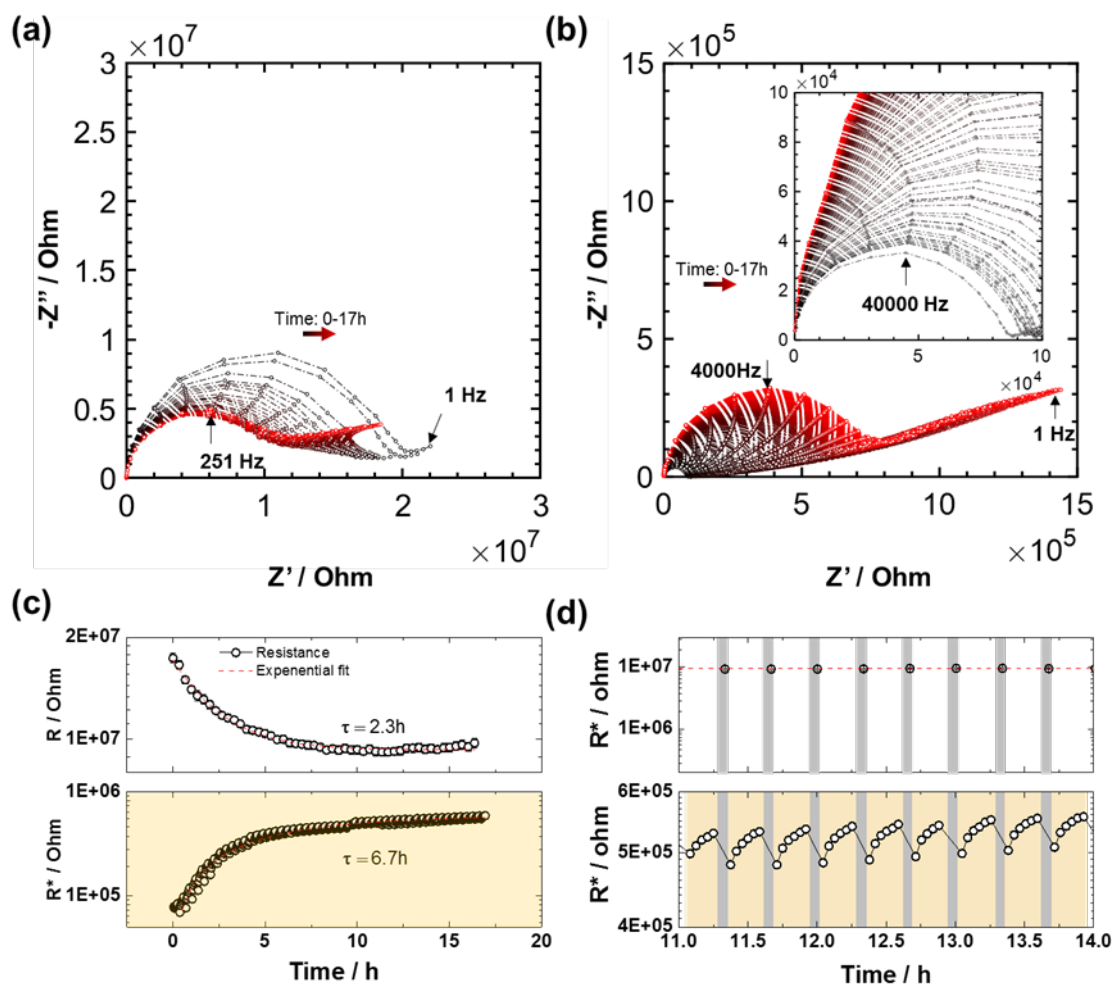 (a)
×10⁷
3
2.5
2
1.5
1
0.5
0
-Z'' / Ohm
Time: 0-17h
1 Hz
251 Hz
0 1 2 3
×10⁷
Z' / Ohm
(b)
×10⁵
15
10
5
0
-Z'' / Ohm
Time: 0-17h
×10⁴
10
8
6
4
2
0
40000 Hz
0 5 10
×10⁴
4000Hz
1 Hz
0 5 10 15
×10⁵
Z' / Ohm
(c)
2E+07
1E+07
R / Ohm
Resistance
Expenential fit
τ = 2.3h
1E+06
1E+05
R* / Ohm
τ = 6.7h
0 5 10 15 20
Time / h
(d)
1E+07
1E+06
R* / ohm
6E+05
5E+05
4E+05
R* / ohm
11.0 11.5 12.0 12.5 13.0 13.5 14.0
Time / h